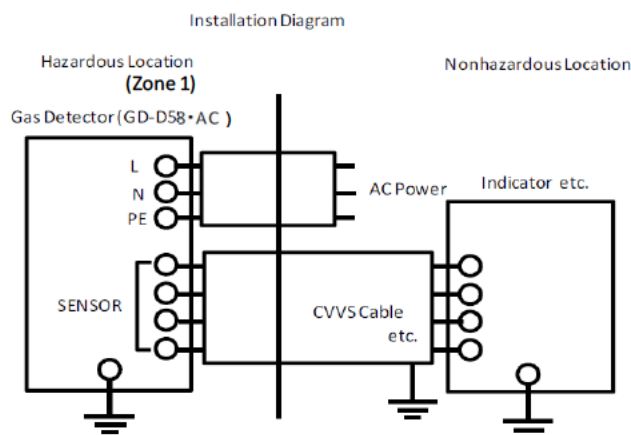 Installation Diagram
Hazardous Location
(Zone 1)
Nonhazardous Location
Gas Detector(GD-D58・AC )
L
N
PE
AC Power
Indicator etc.
SENSOR
CVVS Cable
etc.